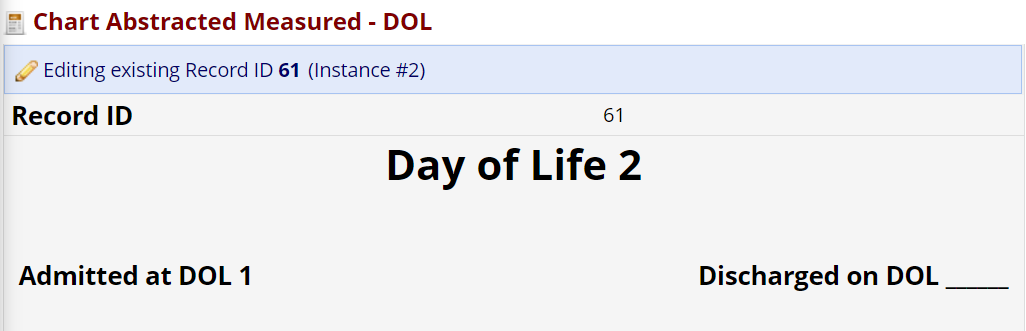 Chart Abstracted Measured - DOL
Editing existing Record ID 61 (Instance #2)
Record ID 61
Day of Life 2
Admitted at DOL 1 Discharged on DOL ______